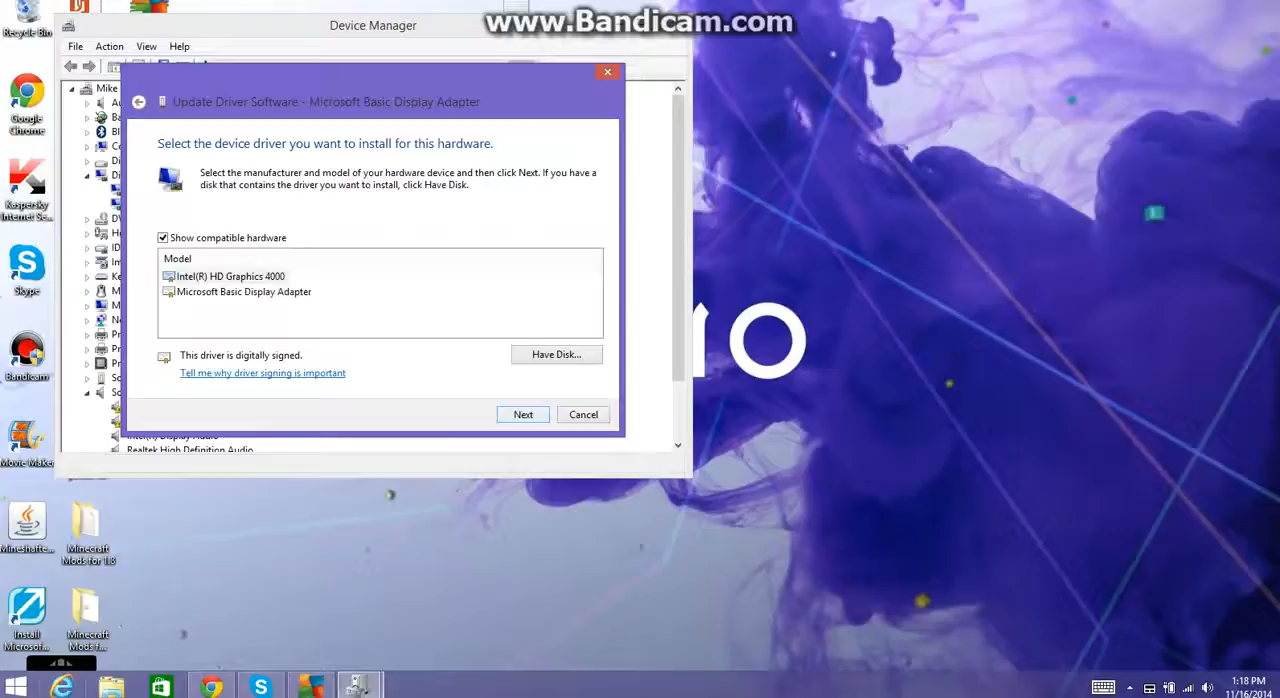 www.Bandicam.com
Recycle Bin
Device Manager
File Action View Help
Mike
Update Driver Software - Microsoft Basic Display Adapter
Select the device driver you want to install for this hardware.
Select the manufacturer and model of your hardware device and then click Next. If you have a
disk that contains the driver you want to install, click Have Disk.
Show compatible hardware
Model
Intel(R) HD Graphics 4000
Microsoft Basic Display Adapter
This driver is digitally signed.
Have Disk...
Tell me why driver signing is important
Next Cancel
Intel(R) Display Audio
Realtek High Definition Audio
Google
Chrome
Kaspersky
Internet Se...
Skype
Bandicam
Movie Maker
Mineshafte...
Minecraft
Mods for 1.8
Install
Microsof...
Minecraft
Mods f...
1:18 PM
11/16/2014